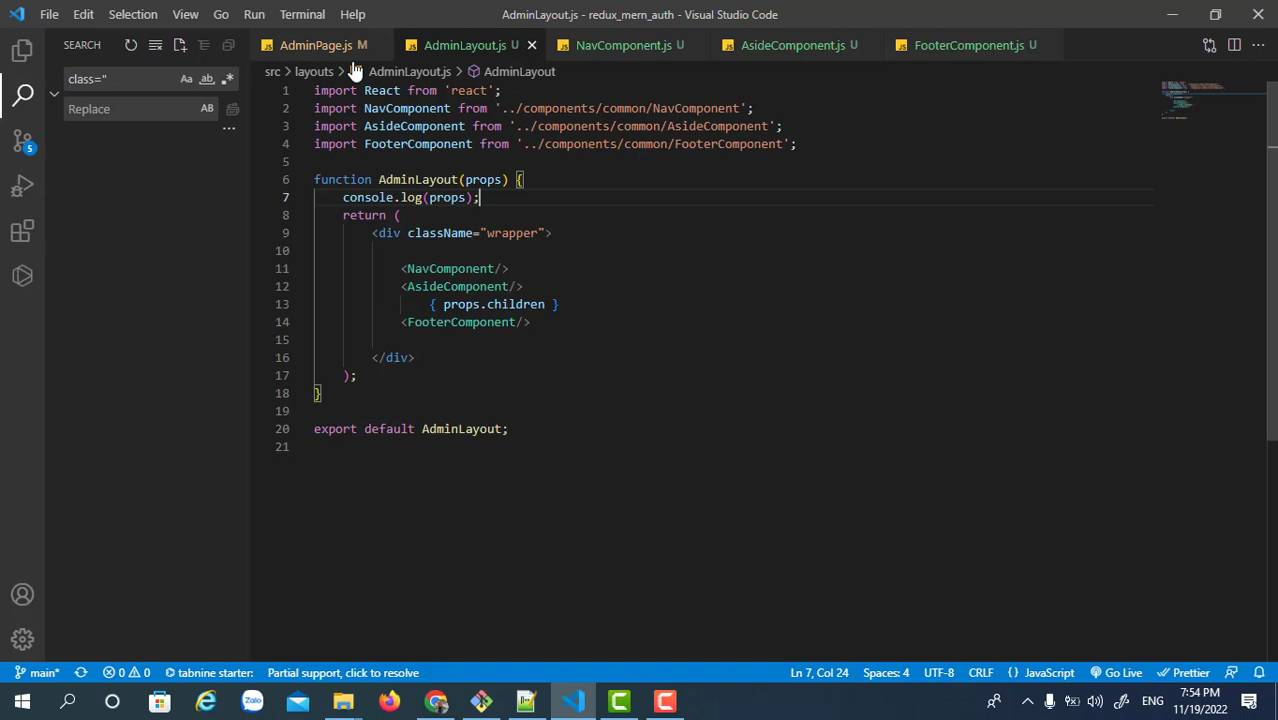 File Edit Selection View Go Run Terminal Help AdminLayout.js - redux_mern_auth - Visual Studio Code
SEARCH
AdminPage.js M AdminLayout.js U NavComponent.js U AsideComponent.js U FooterComponent.js U
src > layouts > AdminLayout.js > AdminLayout
class=" Aa ab
Replace AB
5
1 import React from 'react';
2 import NavComponent from '../components/common/NavComponent';
3 import AsideComponent from '../components/common/AsideComponent';
4 import FooterComponent from '../components/common/FooterComponent';
5
6 function AdminLayout(props) {
7 console.log(props);
8 return (
9 <div className="wrapper">
10
11 <NavComponent/>
12 <AsideComponent/>
13 { props.children }
14 <FooterComponent/>
15
16 </div>
17 );
18 }
19
20 export default AdminLayout;
21
main* 0 0 tabnine starter: Partial support, click to resolve Ln 7, Col 24 Spaces: 4 UTF-8 CRLF { } JavaScript Go Live Prettier
Zalo ENG 7:54 PM
11/19/2022